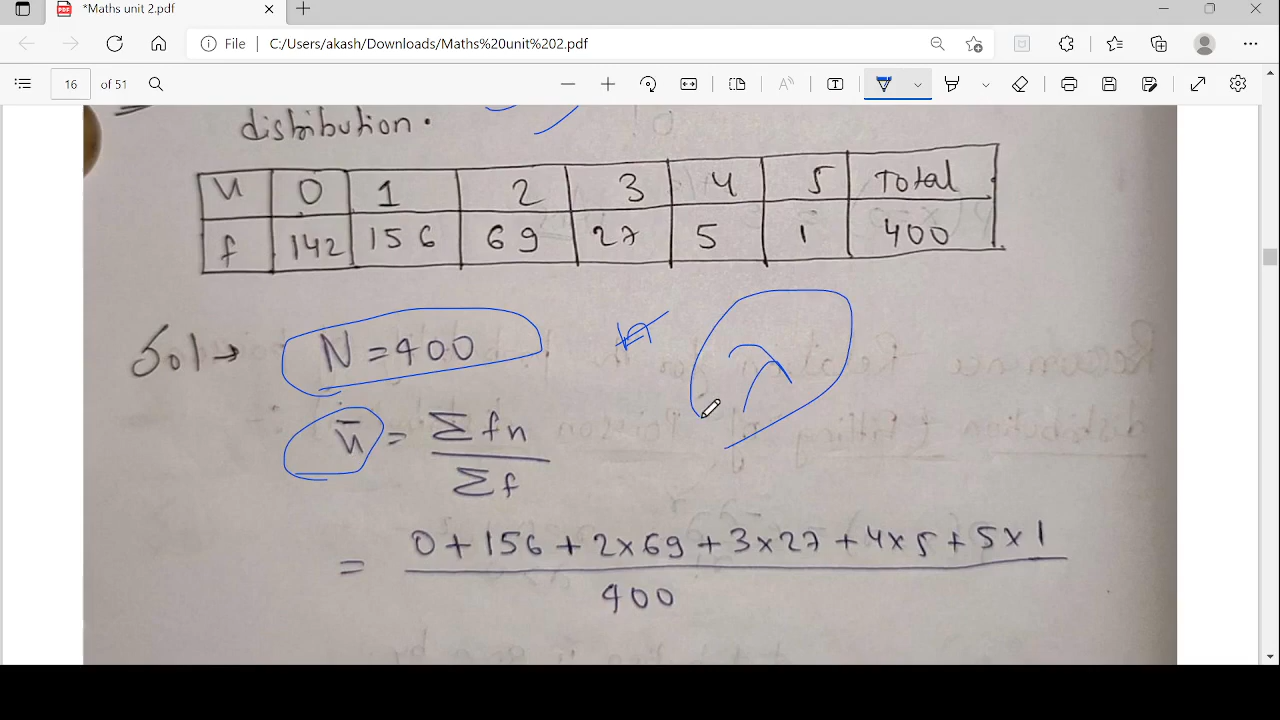 *Maths unit 2.pdf
File C:/Users/akash/Downloads/Maths%20unit%202.pdf
16 of 51
distribution.
x 0 1 2 3 4 5 Total
f 142 156 69 27 5 1 400
Sol → N = 400
λ
x̄ = Σfx / Σf
= 0 + 156 + 2×69 + 3×27 + 4×5 + 5×1 / 400